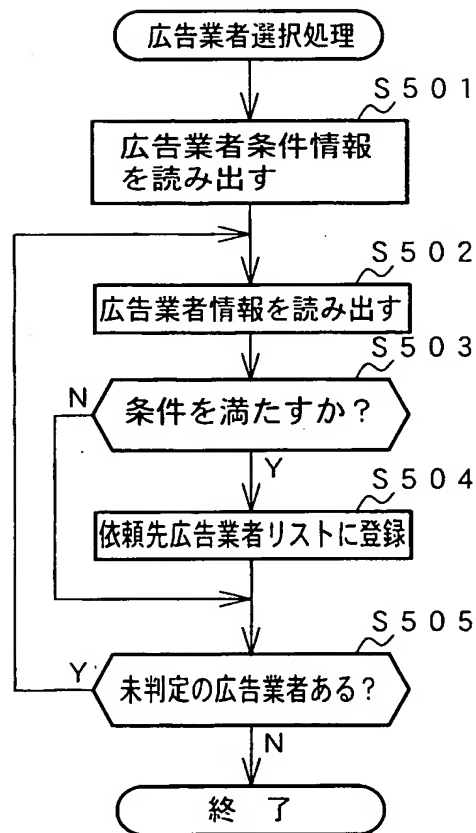 広告業者選択処理
S501
広告業者条件情報
を読み出す
S502
広告業者情報を読み出す
S503
条件を満たすか？
N
Y
S504
依頼先広告業者リストに登録
S505
未判定の広告業者ある？
Y
N
終 了